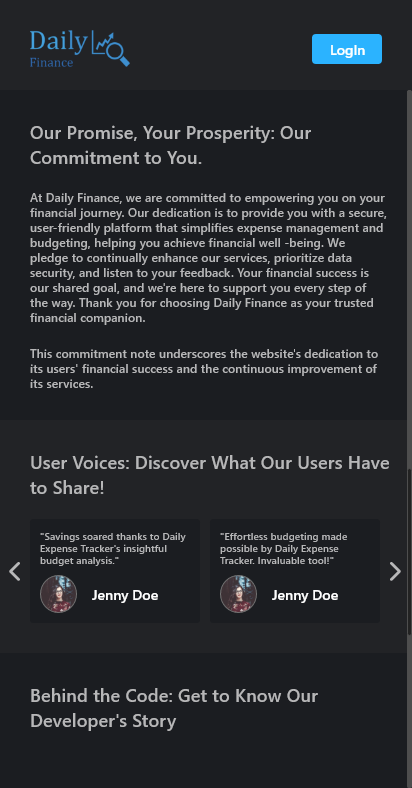 Daily
Finance
LogIn
Our Promise, Your Prosperity: Our
Commitment to You.
At Daily Finance, we are committed to empowering you on your
financial journey. Our dedication is to provide you with a secure,
user-friendly platform that simplifies expense management and
budgeting, helping you achieve financial well -being. We
pledge to continually enhance our services, prioritize data
security, and listen to your feedback. Your financial success is
our shared goal, and we're here to support you every step of
the way. Thank you for choosing Daily Finance as your trusted
financial companion.
This commitment note underscores the website's dedication to
its users' financial success and the continuous improvement of
its services.
User Voices: Discover What Our Users Have
to Share!
"Savings soared thanks to Daily
Expense Tracker's insightful
budget analysis."
Jenny Doe
"Effortless budgeting made
possible by Daily Expense
Tracker. Invaluable tool!"
Jenny Doe
Behind the Code: Get to Know Our
Developer's Story